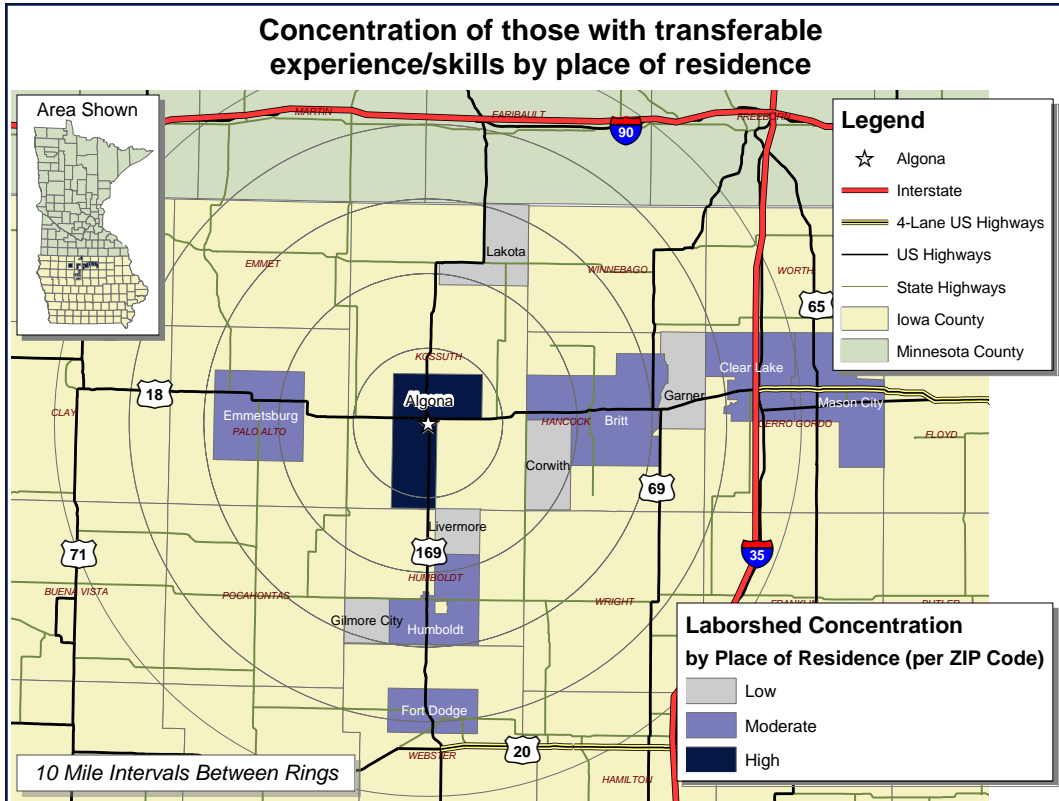 Concentration of those with transferable
experience/skills by place of residence
Area Shown
MARTIN
FARIBAULT
FREEBORN
90
Legend
Algona
Interstate
4-Lane US Highways
US Highways
State Highways
Iowa County
Minnesota County
Lakota
EMMET
WINNEBAGO
WORTH
65
KOSSUTH
Clear Lake
18
Algona
Garner
CLAY
Emmetsburg
PALO ALTO
HANCOCK
Britt
Mason City
CERRO GORDO
FLOYD
Corwith
69
Livermore
71
169
35
HUMBOLDT
BUENA VISTA
POCAHONTAS
WRIGHT
Gilmore City
Humboldt
Fort Dodge
WEBSTER
20
HAMILTON
10 Mile Intervals Between Rings
Laborshed Concentration
by Place of Residence (per ZIP Code)
Low
Moderate
High